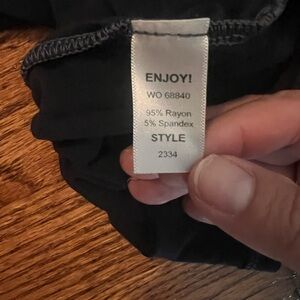 ENJOY!
WO 68840
95% Rayon
5% Spandex
STYLE
2334